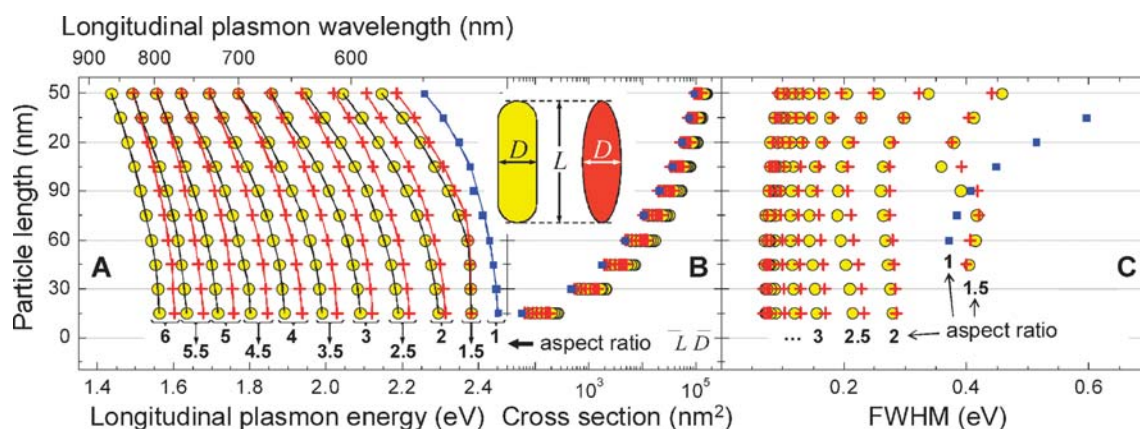 Longitudinal plasmon wavelength (nm)
900 800 700 600
Particle length (nm)
50
35
20
05
90
75
60
30
0
D L D
A B C
6 5.5 5 4.5 4 3.5 3 2.5 2 1.5 1 aspect ratio L D
... 3 2.5 2 aspect ratio
1 1.5
1.4 1.6 1.8 2.0 2.2 2.4
10³ 10⁵
0.2 0.4 0.6
Longitudinal plasmon energy (eV) Cross section (nm²) FWHM (eV)